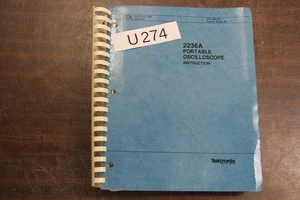 U274
2236A
PORTABLE
OSCILLOSCOPE
INSTRUCTION
Tektronix